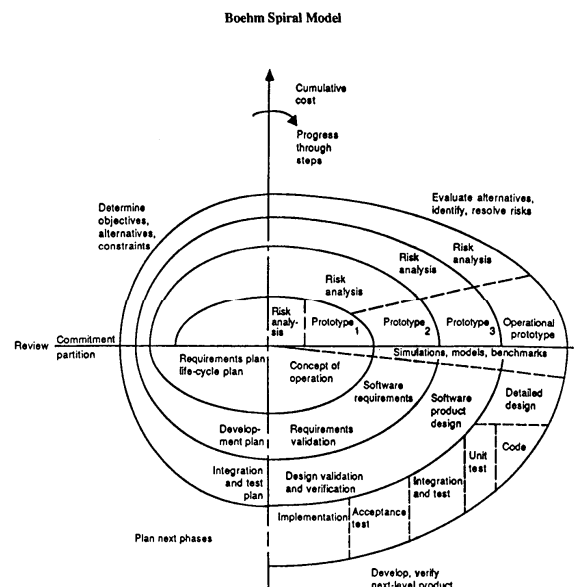 Boehm Spiral Model
Cumulative
cost
Progress
through
steps
Determine
objectives,
alternatives,
constraints
Evaluate alternatives,
identify, resolve risks
Risk
analysis
Risk
analysis
Risk
analysis
Risk
analy-
sis
Prototype 1
Prototype 2
Prototype 3
Operational
prototype
Review
Commitment
partition
Simulations, models, benchmarks
Requirements plan
life-cycle plan
Concept of
operation
Software
requirements
Software
product
design
Detailed
design
Develop-
ment plan
Requirements
validation
Code
Unit
test
Integration
and test
plan
Design validation
and verification
Integration
and test
Acceptance
test
Implementation
Plan next phases
Develop, verify
next-level product